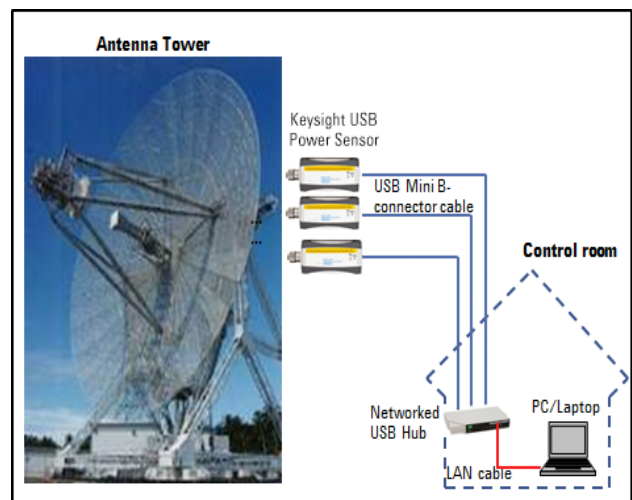 Antenna Tower
Keysight USB
Power Sensor
USB Mini B-
connector cable
Control room
Networked
USB Hub
PC/Laptop
LAN cable